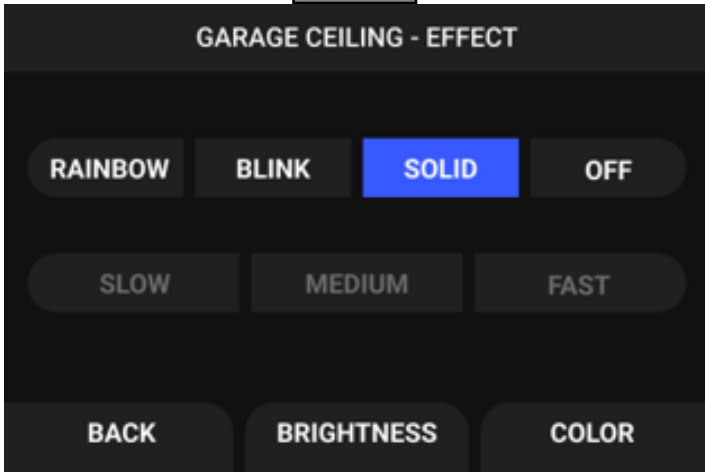 GARAGE CEILING - EFFECT
RAINBOW BLINK SOLID OFF
SLOW MEDIUM FAST
BACK BRIGHTNESS COLOR